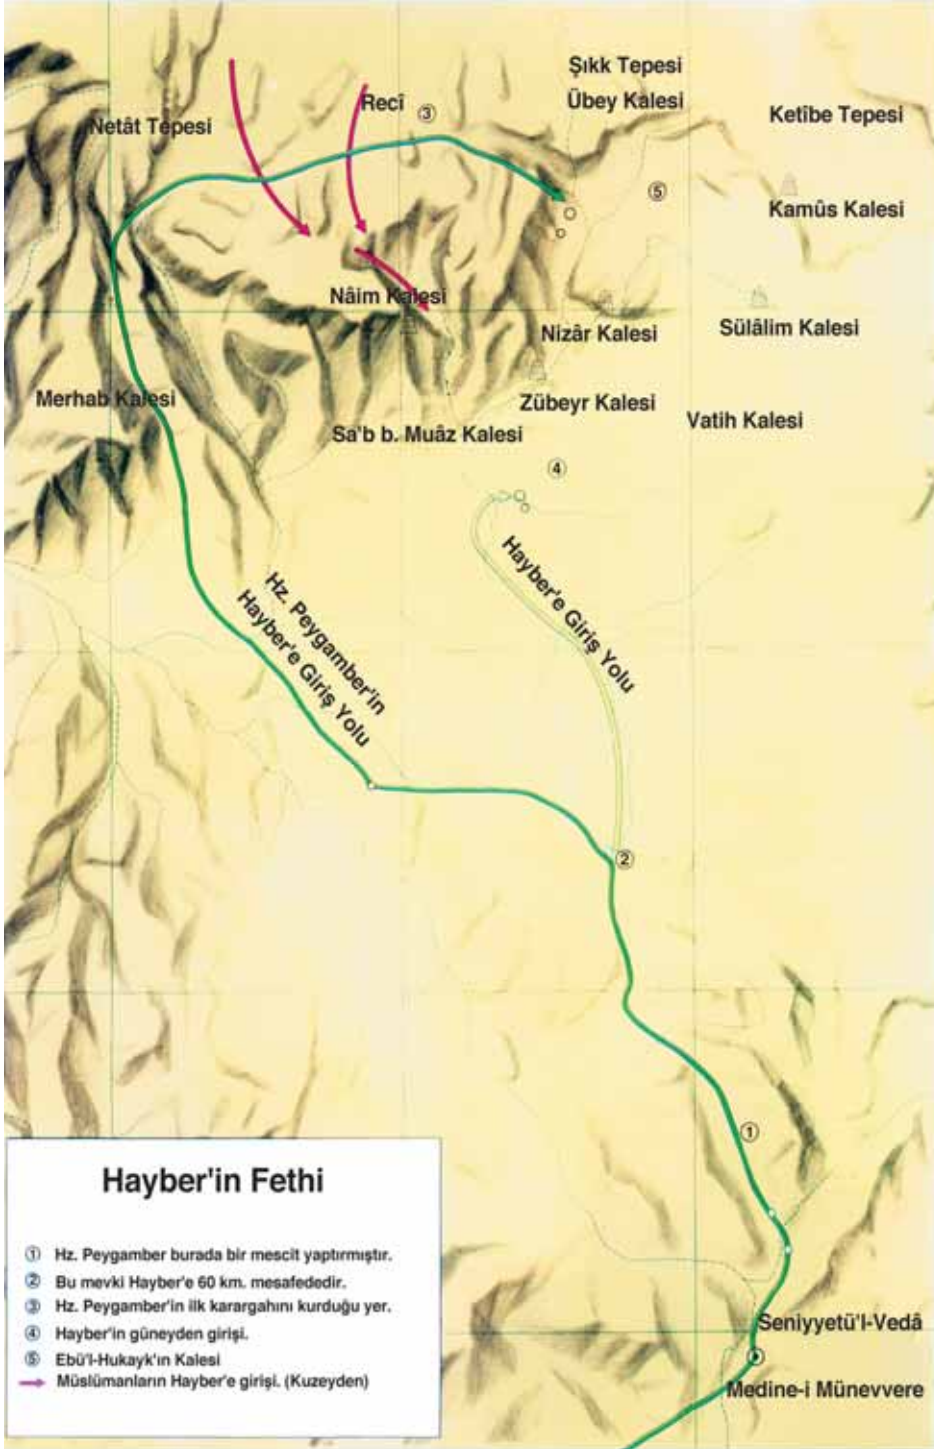 Şıkk Tepesi
Übey Kalesi
Recî
③
Ketîbe Tepesi
Netât Tepesi
⑤
Kamûs Kalesi
Nâim Kalesi
Nizâr Kalesi
Sülâlim Kalesi
Merhab Kalesi
Zübeyr Kalesi
Vatih Kalesi
Sa'b b. Muâz Kalesi
④
Hayber'e Giriş Yolu
Hz. Peygamber'in
Hayber'e Giriş Yolu
②
①
Seniyyetü'l-Vedâ
Medine-i Münevvere
Hayber'in Fethi
① Hz. Peygamber burada bir mescit yaptırmıştır.
② Bu mevki Hayber'e 60 km. mesafededir.
③ Hz. Peygamber'in ilk karargahını kurduğu yer.
④ Hayber'in güneyden girişi.
⑤ Ebü'l-Hukayk'ın Kalesi
Müslümanların Hayber'e girişi. (Kuzeyden)